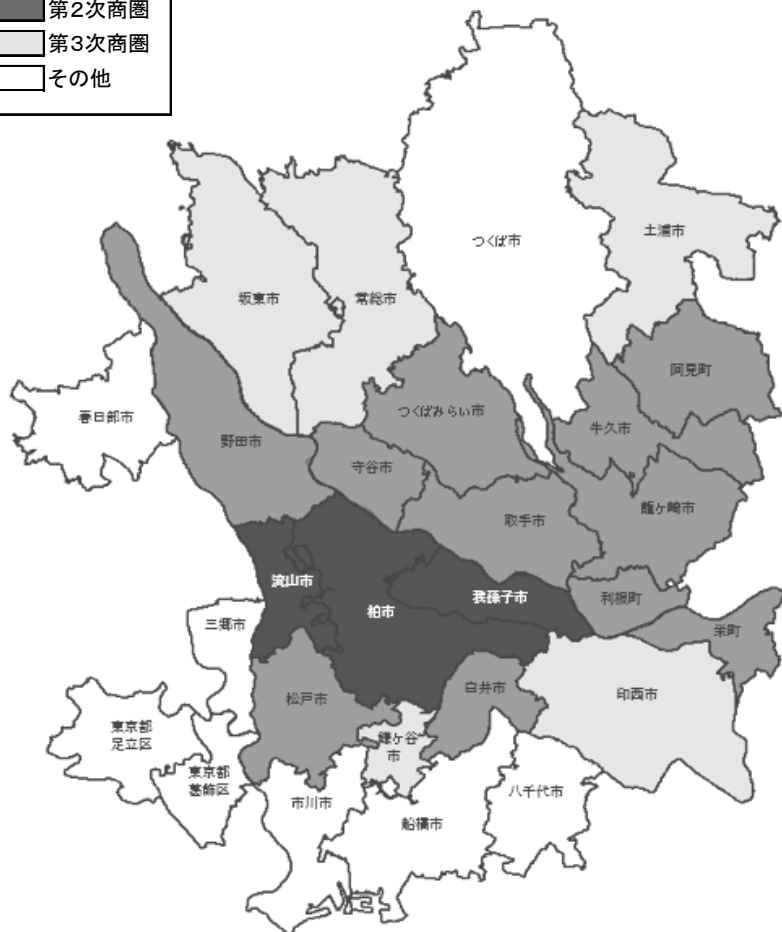 第2次商圏
第3次商圏
その他
つくば市
土浦市
坂東市
常総市
阿見町
つくばみらい市
牛久市
春日部市
野田市
守谷市
龍ヶ崎市
取手市
流山市
我孫子市
利根町
柏市
三郷市
栄町
白井市
印西市
松戸市
東京都
足立区
鎌ヶ谷
市
東京都
葛飾区
市川市
八千代市
船橋市